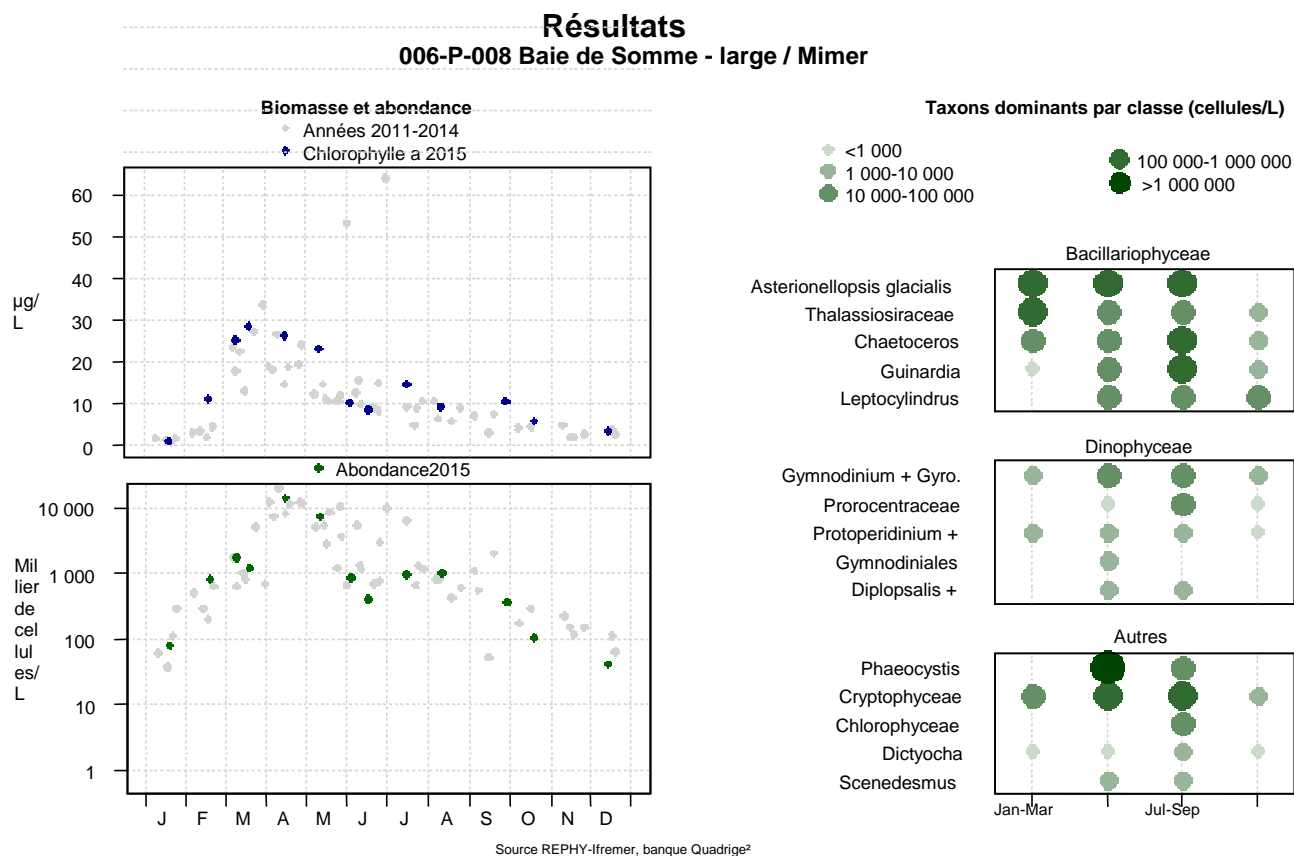 Résultats
006-P-008 Baie de Somme - large / Mimer
Biomasse et abondance
Années 2011-2014
Chlorophylle a 2015
60
50
40
30
20
10
0
µg/
L
Abondance2015
10 000
1 000
100
10
1
Mil
lier
de
cel
lul
es/
L
J F M A M J J A S O N D
Taxons dominants par classe (cellules/L)
<1 000
1 000-10 000
10 000-100 000
100 000-1 000 000
>1 000 000
Bacillariophyceae
Asterionellopsis glacialis
Thalassiosiraceae
Chaetoceros
Guinardia
Leptocylindrus
Dinophyceae
Gymnodinium + Gyro.
Prorocentraceae
Protoperidinium +
Gymnodiniales
Diplopsalis +
Autres
Phaeocystis
Cryptophyceae
Chlorophyceae
Dictyocha
Scenedesmus
Jan-Mar Jul-Sep
Source REPHY-Ifremer, banque Quadrige²